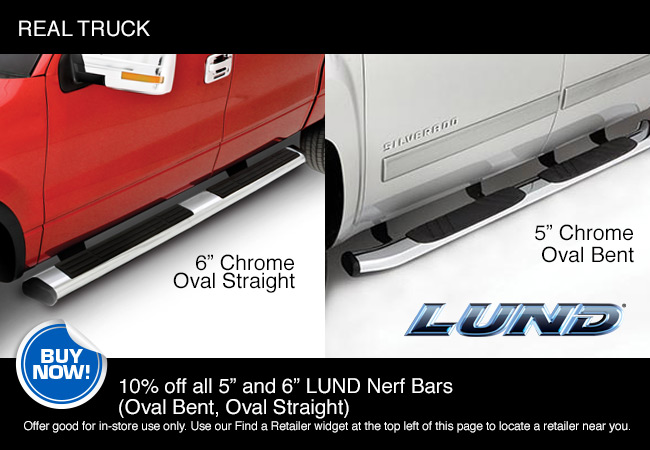 REAL TRUCK
SILVERADO
6” Chrome
Oval Straight
5” Chrome
Oval Bent
LUND®
BUY
NOW!
10% off all 5” and 6” LUND Nerf Bars
(Oval Bent, Oval Straight)
Offer good for in-store use only. Use our Find a Retailer widget at the top left of this page to locate a retailer near you.